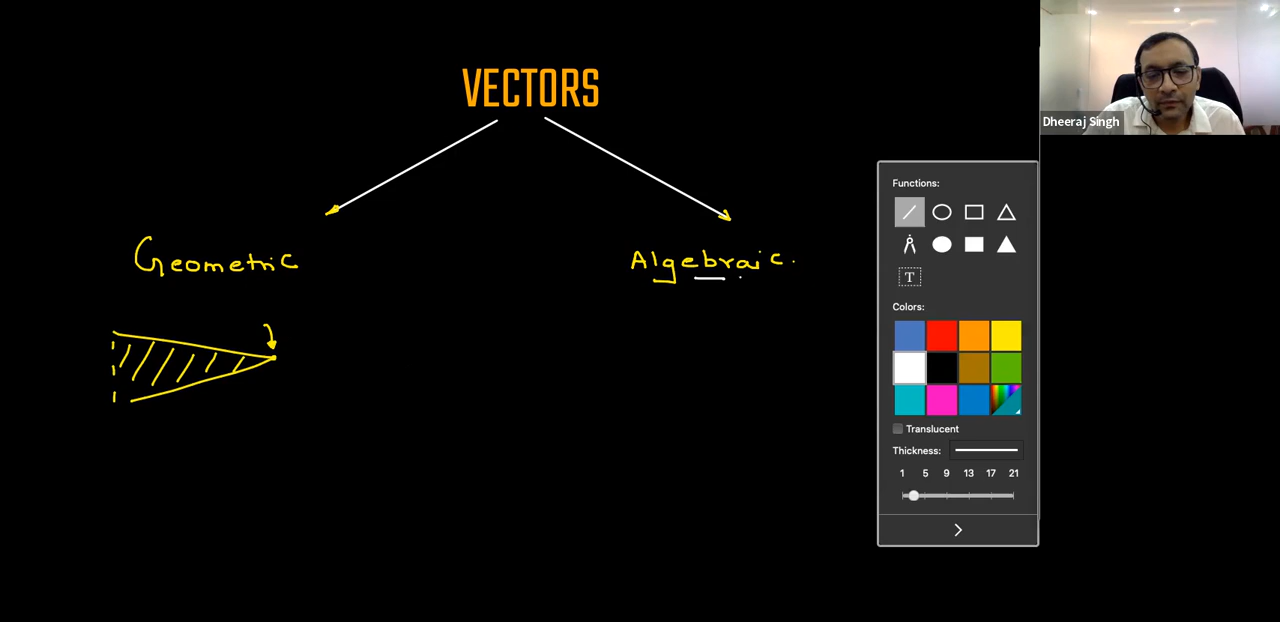 VECTORS
Dheeraj Singh
Geometric
Algebraic.
Functions:
T
Colors:
Translucent
Thickness:
1 5 9 13 17 21